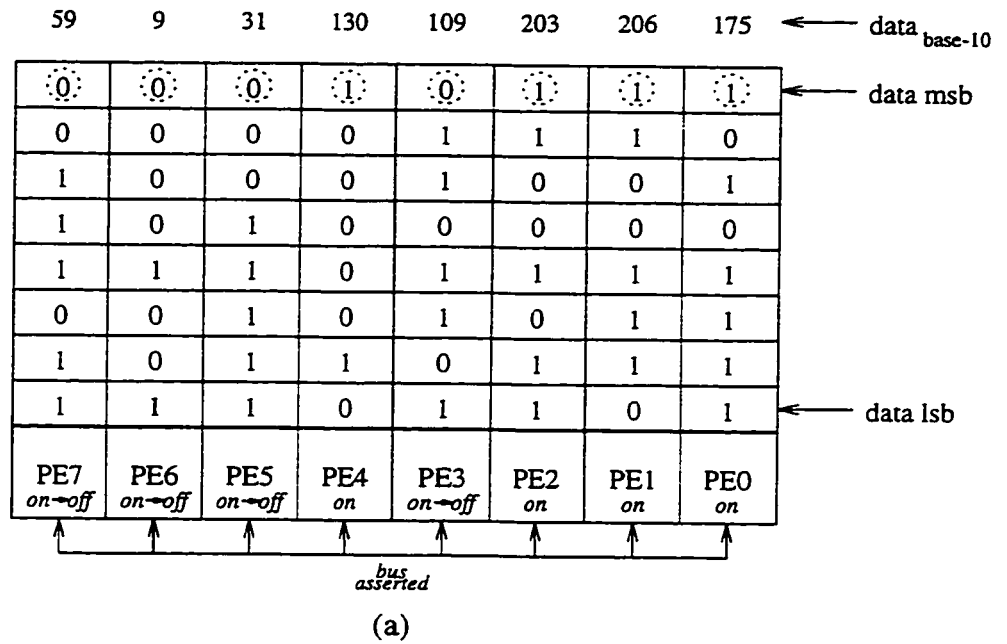 59 9 31 130 109 203 206 175 data base-10
0 0 0 1 0 1 1 1 data msb
0 0 0 0 1 1 1 0
1 0 0 0 1 0 0 1
1 0 1 0 0 0 0 0
1 1 1 0 1 1 1 1
0 0 1 0 1 0 1 1
1 0 1 1 0 1 1 1
1 1 1 0 1 1 0 1 data lsb
PE7 PE6 PE5 PE4 PE3 PE2 PE1 PE0
on→off on→off on→off on on→off on on on
bus
asserted
(a)